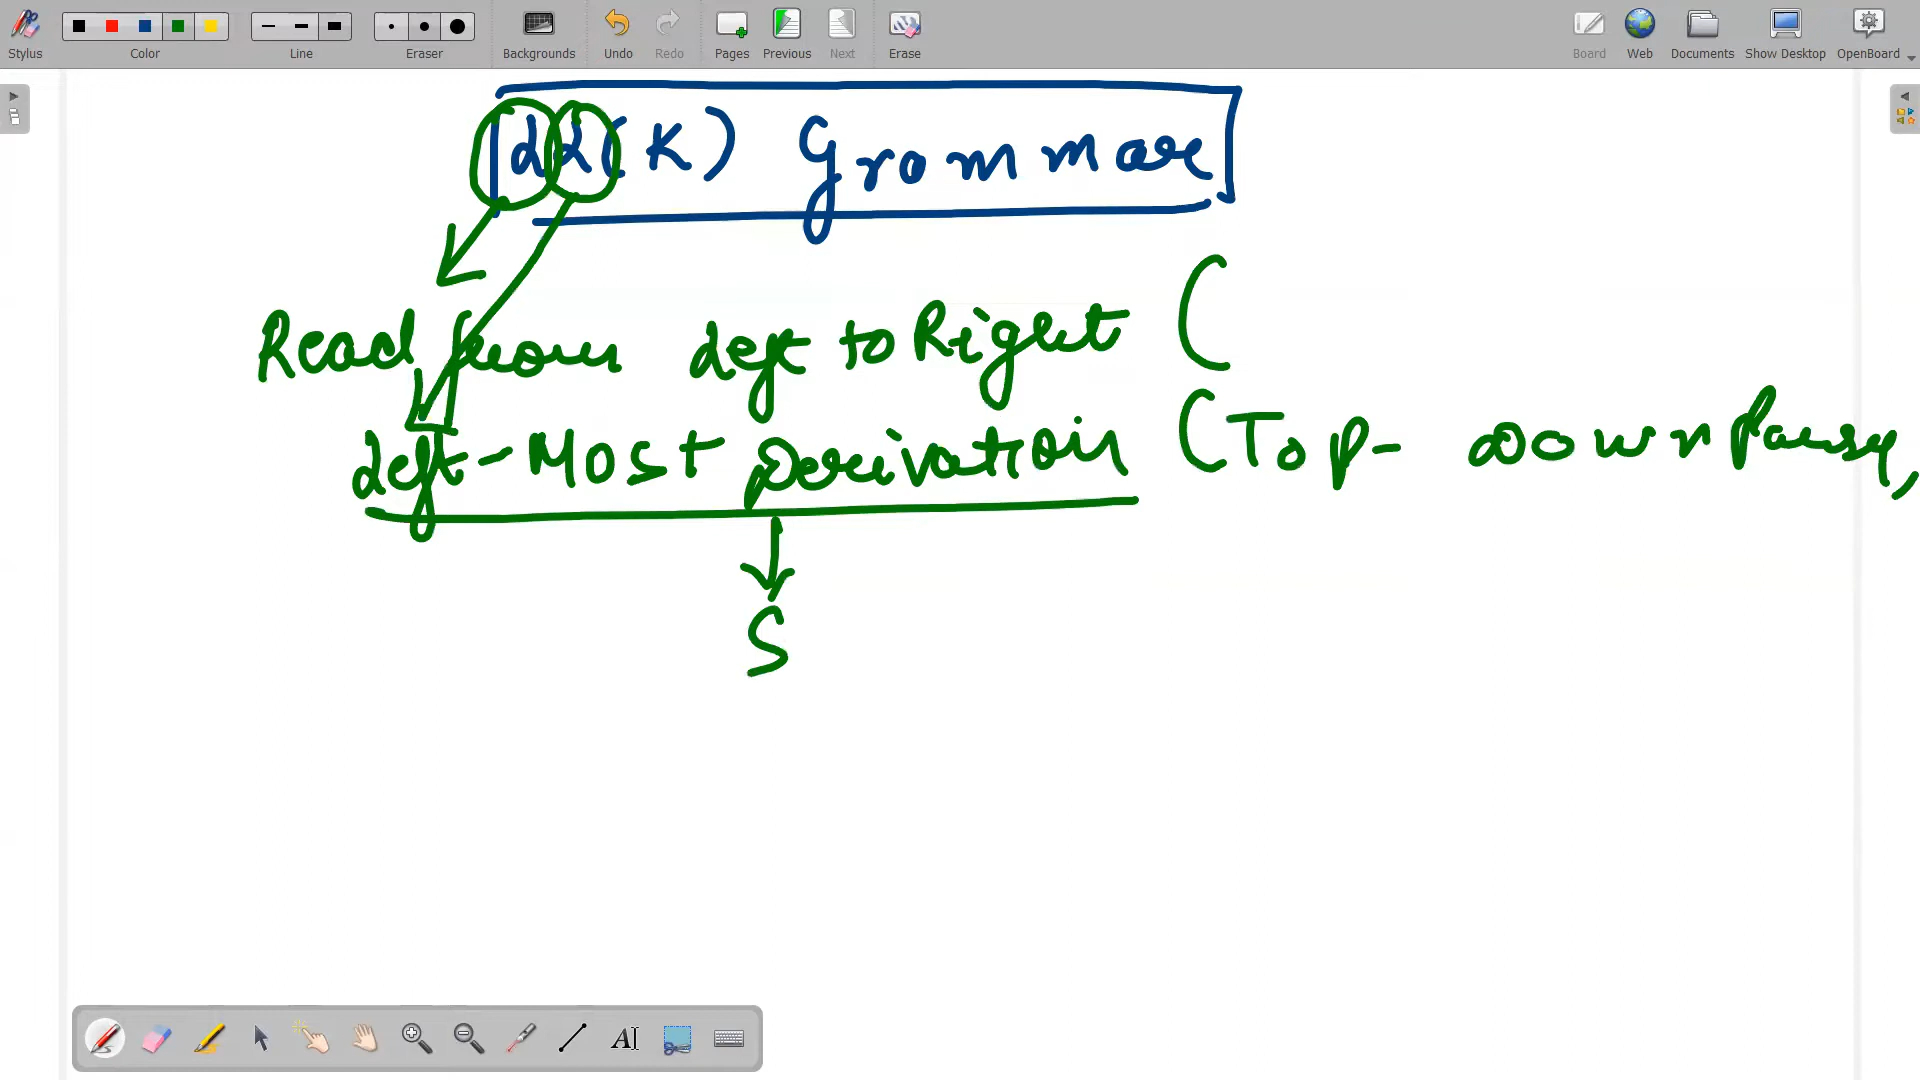 Stylus Color Line Eraser Backgrounds Undo Redo Pages Previous Next Erase Board Web Documents Show Desktop OpenBoard
LL(K) Grammar
Read from Left to Right (
Left-Most Derivation (Top-Down Parser,
S